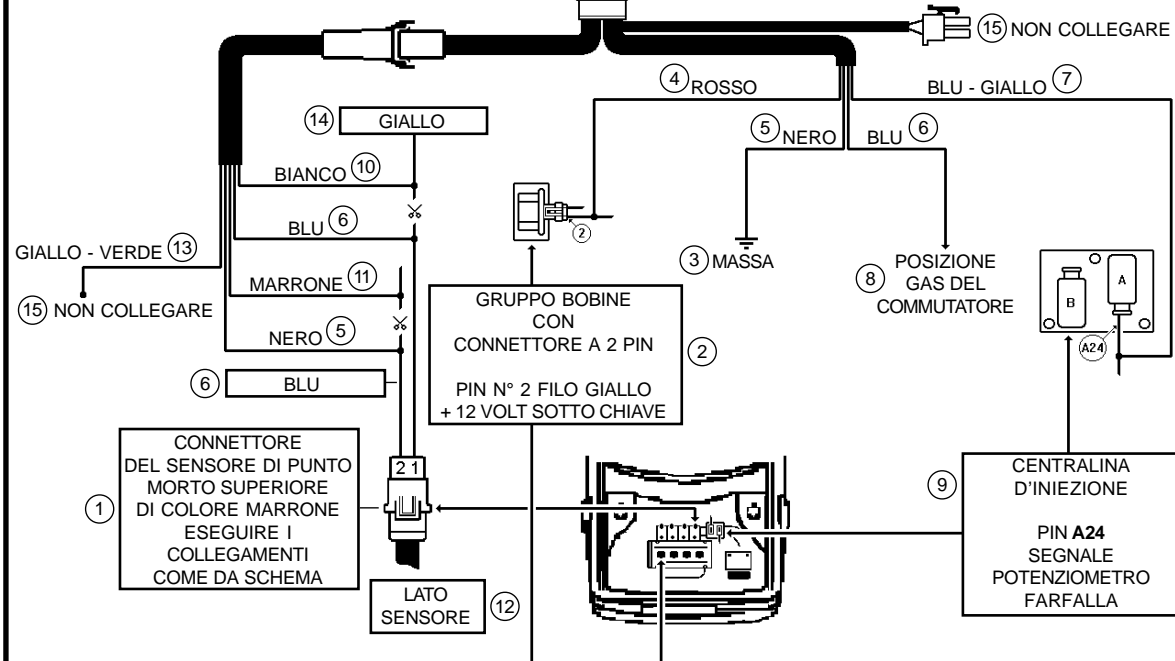 15 NON COLLEGARE
4 ROSSO
BLU - GIALLO 7
14 GIALLO
5 NERO
BLU 6
BIANCO 10
BLU 6
2
GIALLO - VERDE 13
3 MASSA
8 POSIZIONE
GAS DEL
COMMUTATORE
MARRONE 11
15 NON COLLEGARE
B
A
A24
NERO 5
6 BLU
GRUPPO BOBINE
CON
CONNETTORE A 2 PIN
PIN N° 2 FILO GIALLO
+ 12 VOLT SOTTO CHIAVE
2
1
CONNETTORE
DEL SENSORE DI PUNTO
MORTO SUPERIORE
DI COLORE MARRONE
ESEGUIRE I
COLLEGAMENTI
COME DA SCHEMA
2 1
LATO
SENSORE
12
9
CENTRALINA
D'INIEZIONE
PIN A24
SEGNALE
POTENZIOMETRO
FARFALLA